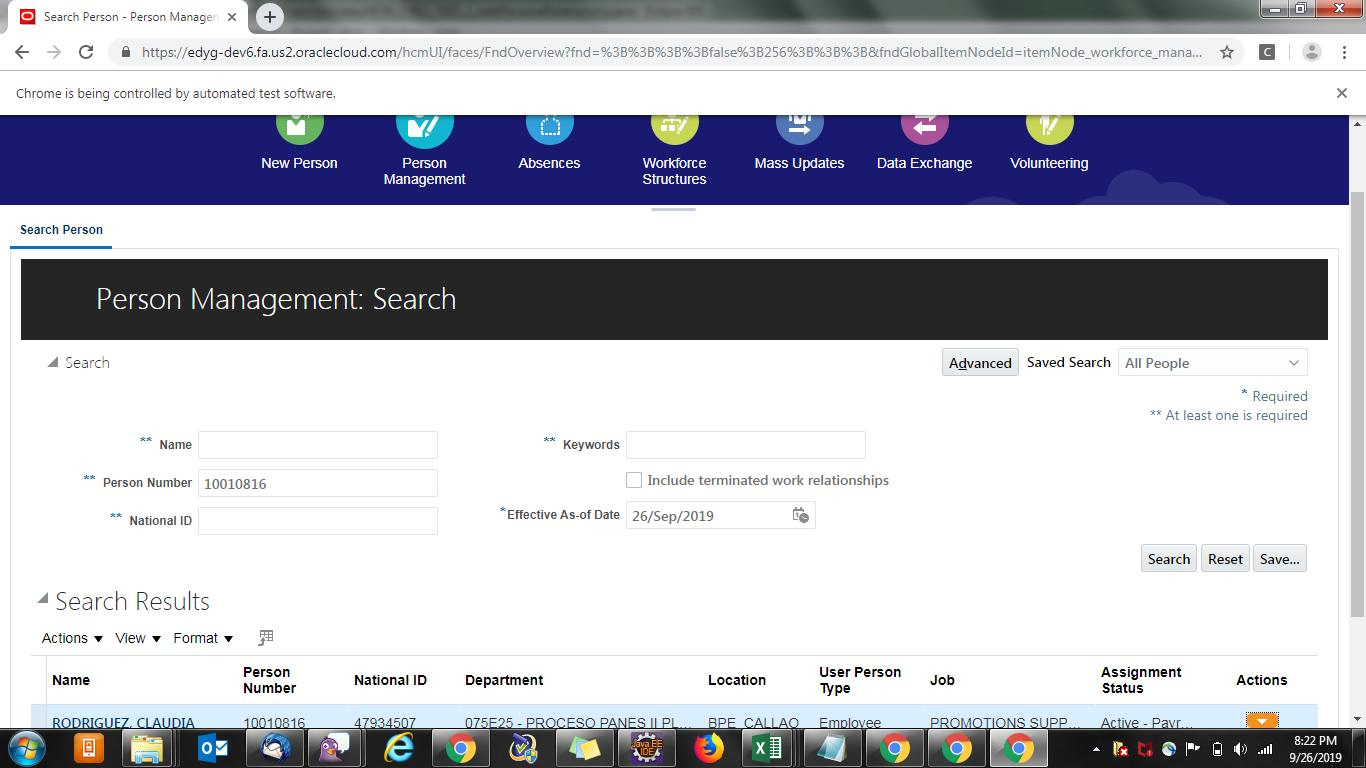 Search Person - Person Managen
https://edyg-dev6.fa.us2.oraclecloud.com/hcmUI/faces/FndOverview?fnd=%3B%3B%3B%3Bfalse%3B256%3B%3B%3B&fndGlobalItemNodeId=itemNode_workforce_mana...
Chrome is being controlled by automated test software.
New Person
Person Management
Absences
Workforce Structures
Mass Updates
Data Exchange
Volunteering
Search Person
Person Management: Search
Search
Advanced Saved Search All People
* Required
** At least one is required
** Name
** Keywords
** Person Number 10010816
Include terminated work relationships
** National ID
*Effective As-of Date 26/Sep/2019
Search Reset Save...
Search Results
Actions View Format
Name Person Number National ID Department Location User Person Type Job Assignment Status Actions
RODRIGUEZ, CLAUDIA 10010816 47934507 075E25 - PROCESO PANES II PL... BPE_CALLAO Employee PROMOTIONS SUPP... Active - Payr...
Java EE IDE
8:22 PM
9/26/2019